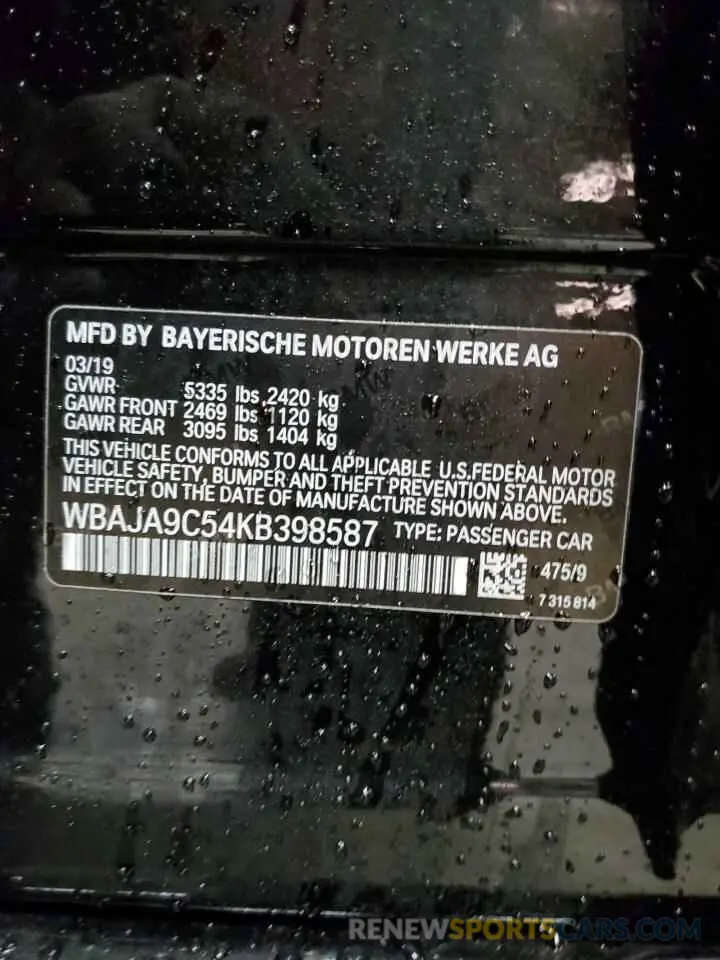 MFD BY BAYERISCHE MOTOREN WERKE AG
03/19
GVWR 5335 lbs 2420 kg
GAWR FRONT 2469 lbs 1120 kg
GAWR REAR 3095 lbs 1404 kg
THIS VEHICLE CONFORMS TO ALL APPLICABLE U.S.FEDERAL MOTOR
VEHICLE SAFETY, BUMPER AND THEFT PREVENTION STANDARDS
IN EFFECT ON THE DATE OF MANUFACTURE SHOWN ABOVE.
WBAJA9C54KB398587 TYPE: PASSENGER CAR
475/9
7 315 814
RENEWSPORTSCARS.COM